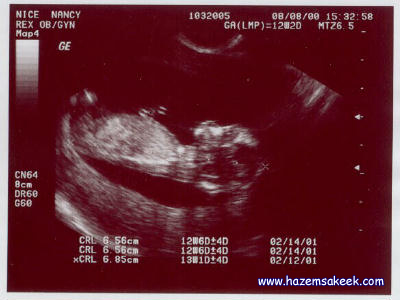 NICE NANCY 1032005 08/08/00 15:32:58
REX OB/GYN GA(LMP)=12W2D MTZ6.5
Map4
GE
CN64
8cm
DR60
G60
CRL 6.56cm 12W6D±4D 02/14/01
CRL 6.56cm 12W6D±4D 02/14/01
xCRL 6.85cm 13W1D±4D 02/12/01
www.hazemsakeek.com